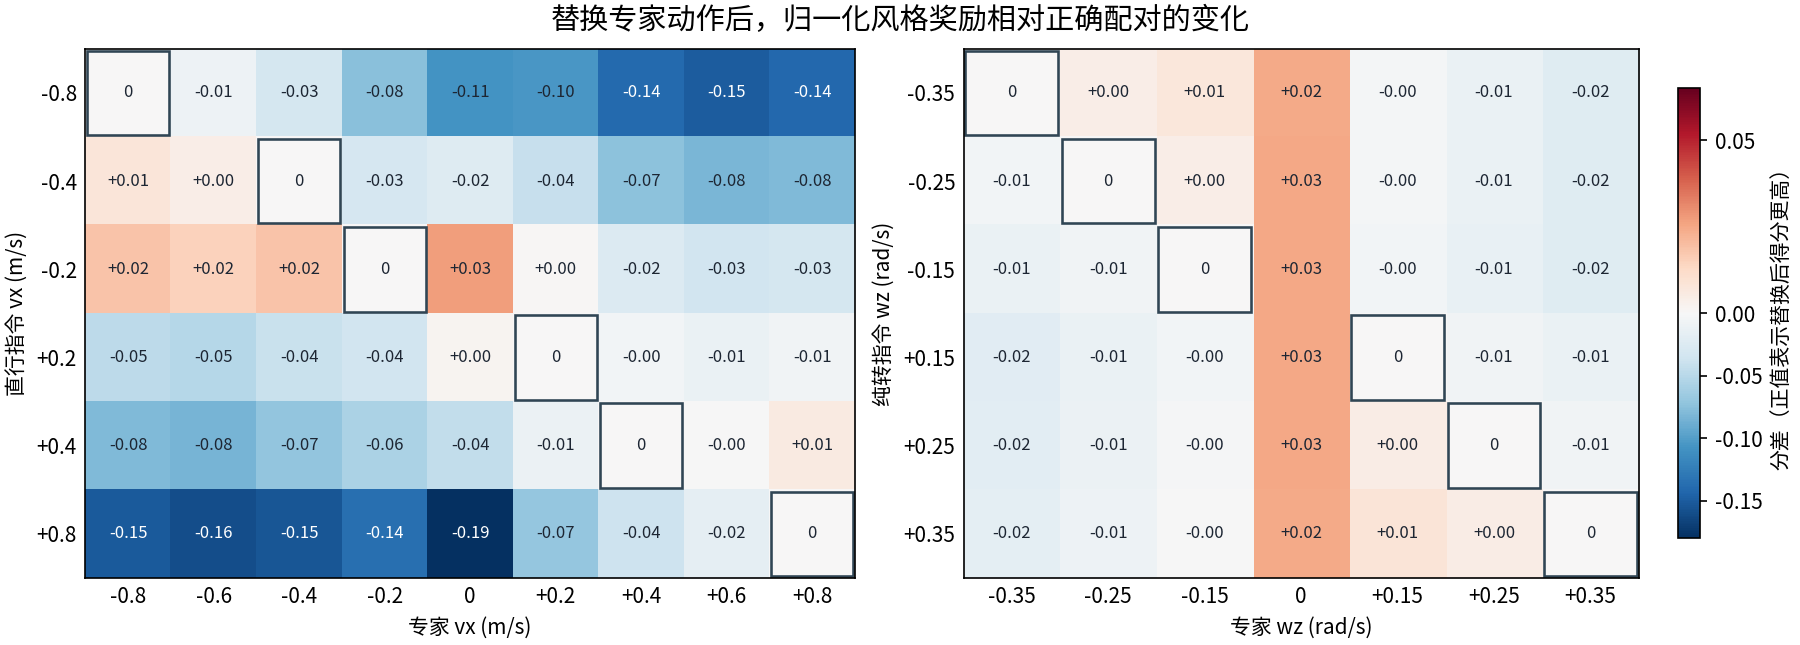 替换专家动作后，归一化风格奖励相对正确配对的变化
直行指令 vx (m/s)
-0.8 0 -0.01 -0.03 -0.08 -0.11 -0.10 -0.14 -0.15 -0.14
-0.4 +0.01 +0.00 0 -0.03 -0.02 -0.04 -0.07 -0.08 -0.08
-0.2 +0.02 +0.02 +0.02 0 +0.03 +0.00 -0.02 -0.03 -0.03
+0.2 -0.05 -0.05 -0.04 -0.04 +0.00 0 -0.00 -0.01 -0.01
+0.4 -0.08 -0.08 -0.07 -0.06 -0.04 -0.01 0 -0.00 +0.01
+0.8 -0.15 -0.16 -0.15 -0.14 -0.19 -0.07 -0.04 -0.02 0
-0.8 -0.6 -0.4 -0.2 0 +0.2 +0.4 +0.6 +0.8
专家 vx (m/s)
纯转指令 wz (rad/s)
-0.35 0 +0.00 +0.01 +0.02 -0.00 -0.01 -0.02
-0.25 -0.01 0 +0.00 +0.03 -0.00 -0.01 -0.02
-0.15 -0.01 -0.01 0 +0.03 -0.00 -0.01 -0.02
+0.15 -0.02 -0.01 -0.00 +0.03 0 -0.01 -0.01
+0.25 -0.02 -0.01 -0.00 +0.03 +0.00 0 -0.01
+0.35 -0.02 -0.01 -0.00 +0.02 +0.01 +0.00 0
-0.35 -0.25 -0.15 0 +0.15 +0.25 +0.35
专家 wz (rad/s)
0.05
0.00
-0.05
-0.10
-0.15
分差（正值表示替换后得分更高）